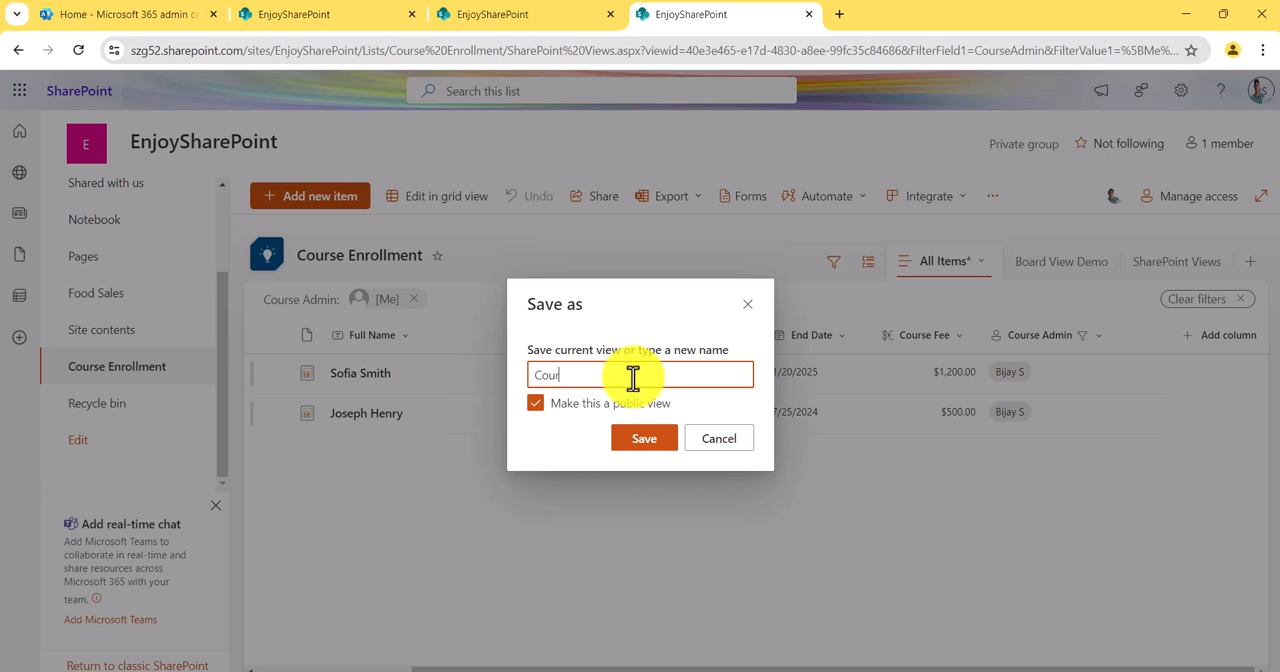 Home - Microsoft 365 admin ce
EnjoySharePoint
EnjoySharePoint
EnjoySharePoint
szg52.sharepoint.com/sites/EnjoySharePoint/Lists/Course%20Enrollment/SharePoint%20Views.aspx?viewid=40e3e465-e17d-4830-a8ee-99fc35c84686&FilterField1=CourseAdmin&FilterValue1=%5BMe%...
SharePoint
Search this list
E
EnjoySharePoint
Private group
Not following
1 member
Shared with us
Notebook
Pages
Food Sales
Site contents
Course Enrollment
Recycle bin
Edit
Add new item
Edit in grid view
Undo
Share
Export
Forms
Automate
Integrate
Manage access
Course Enrollment
All Items*
Board View Demo
SharePoint Views
Course Admin:
[Me]
Clear filters
Full Name
End Date
Course Fee
Course Admin
Add column
Sofia Smith
1/20/2025
$1,200.00
Bijay S
Joseph Henry
7/25/2024
$500.00
Bijay S
Save as
Save current view or type a new name
Cour
Make this a public view
Save
Cancel
Add real-time chat
Add Microsoft Teams to
collaborate in real-time and
share resources across
Microsoft 365 with your
team.
Add Microsoft Teams
Return to classic SharePoint